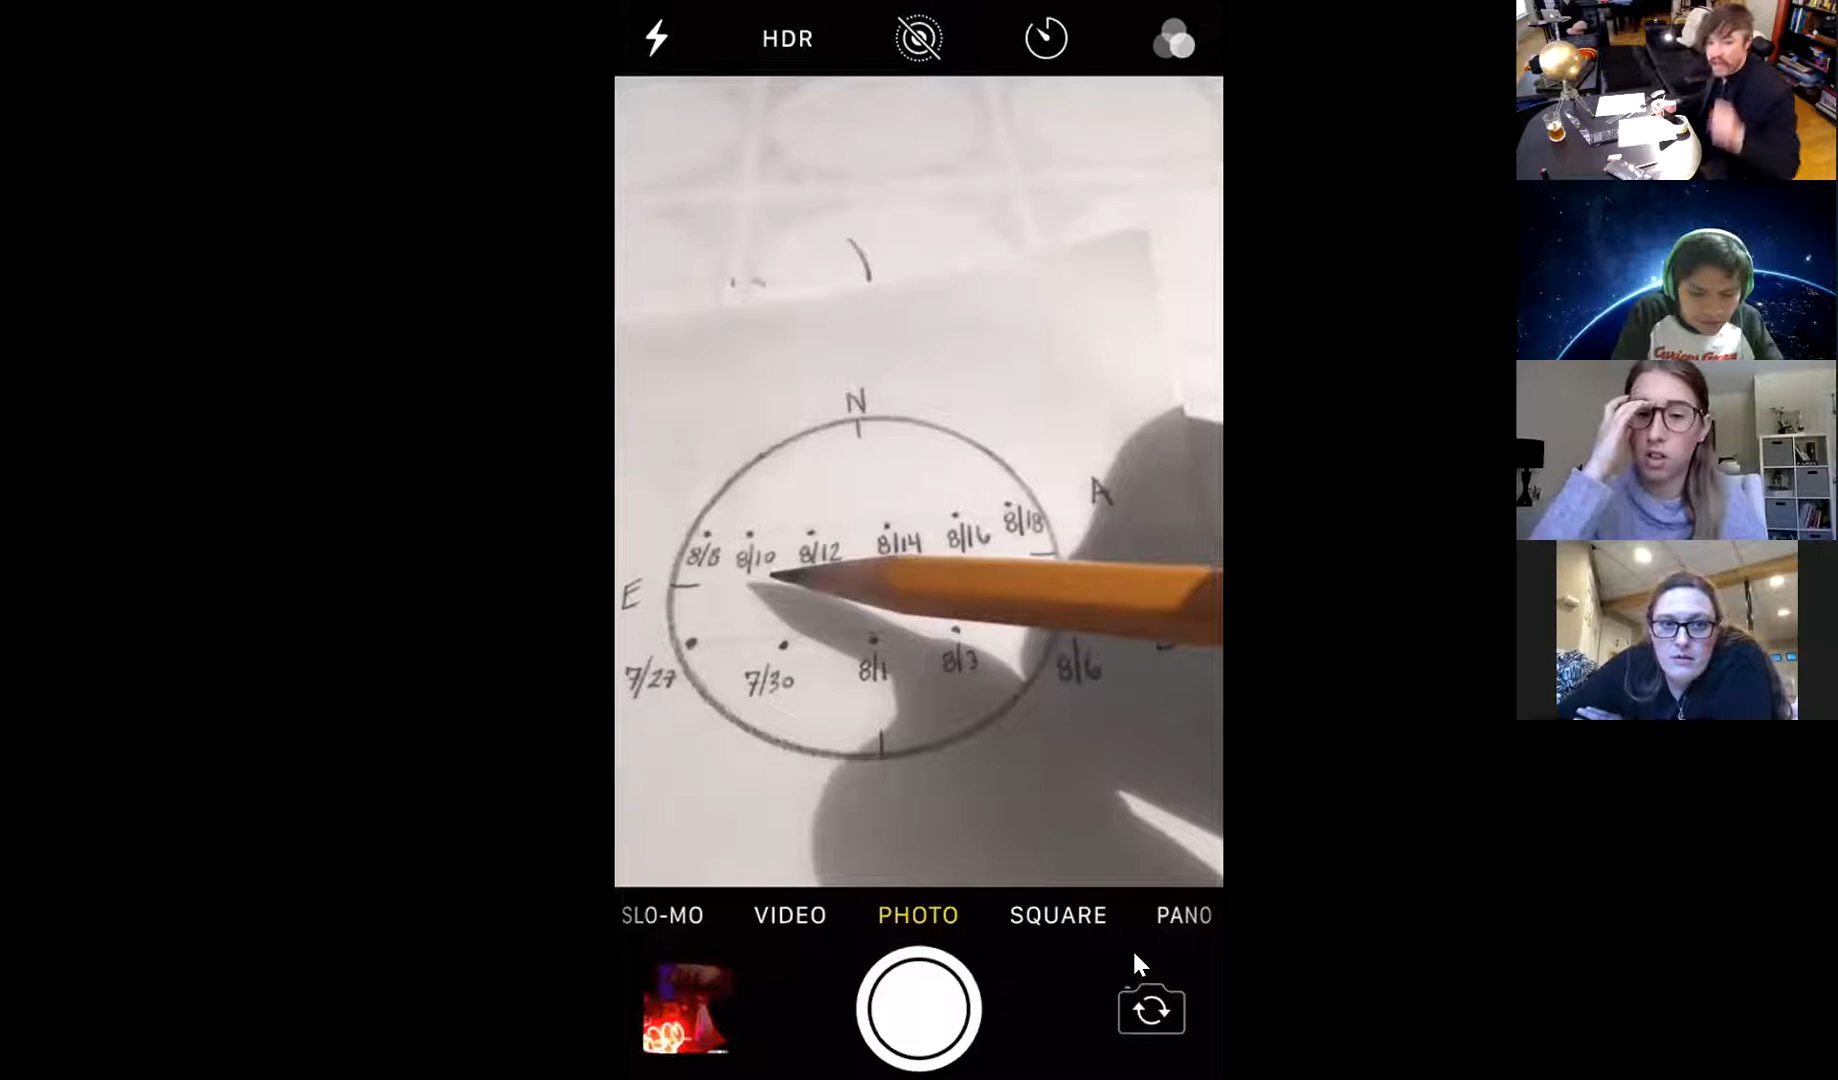 HDR
N
A
8/8 8/10 8/12 8/14 8/16 8/18
E
7/27 7/30 8/1 8/3 8/6
SLO-MO VIDEO PHOTO SQUARE PANO